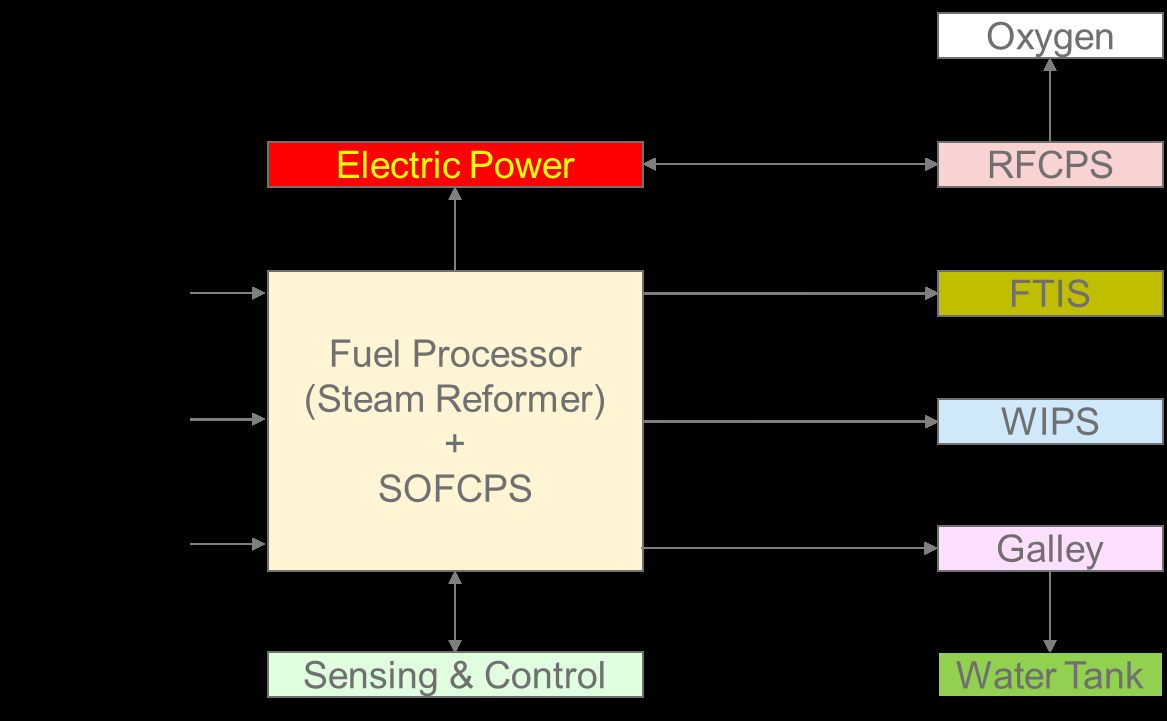 Oxygen
Electric Power
RFCPS
FTIS
Fuel Processor
(Steam Reformer)
+
SOFCPS
WIPS
Galley
Sensing & Control
Water Tank